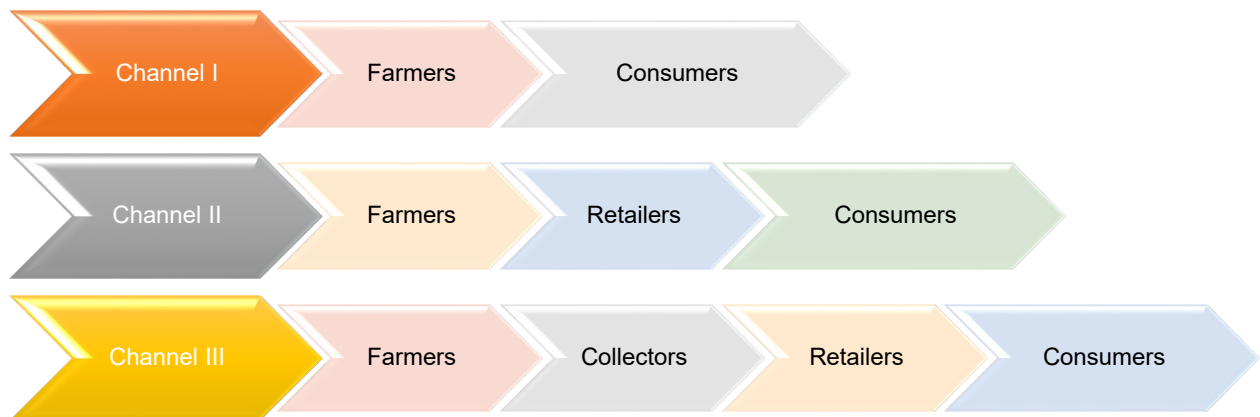 Channel I Farmers Consumers
Channel II Farmers Retailers Consumers
Channel III Farmers Collectors Retailers Consumers